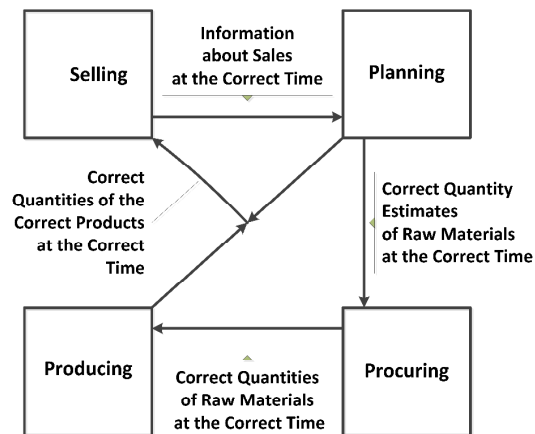 Selling
Information
about Sales
at the Correct Time
Planning
Correct
Quantities of the
Correct Products
at the Correct
Time
Correct Quantity
Estimates
of Raw Materials
at the Correct Time
Producing
Correct Quantities
of Raw Materials
at the Correct Time
Procuring